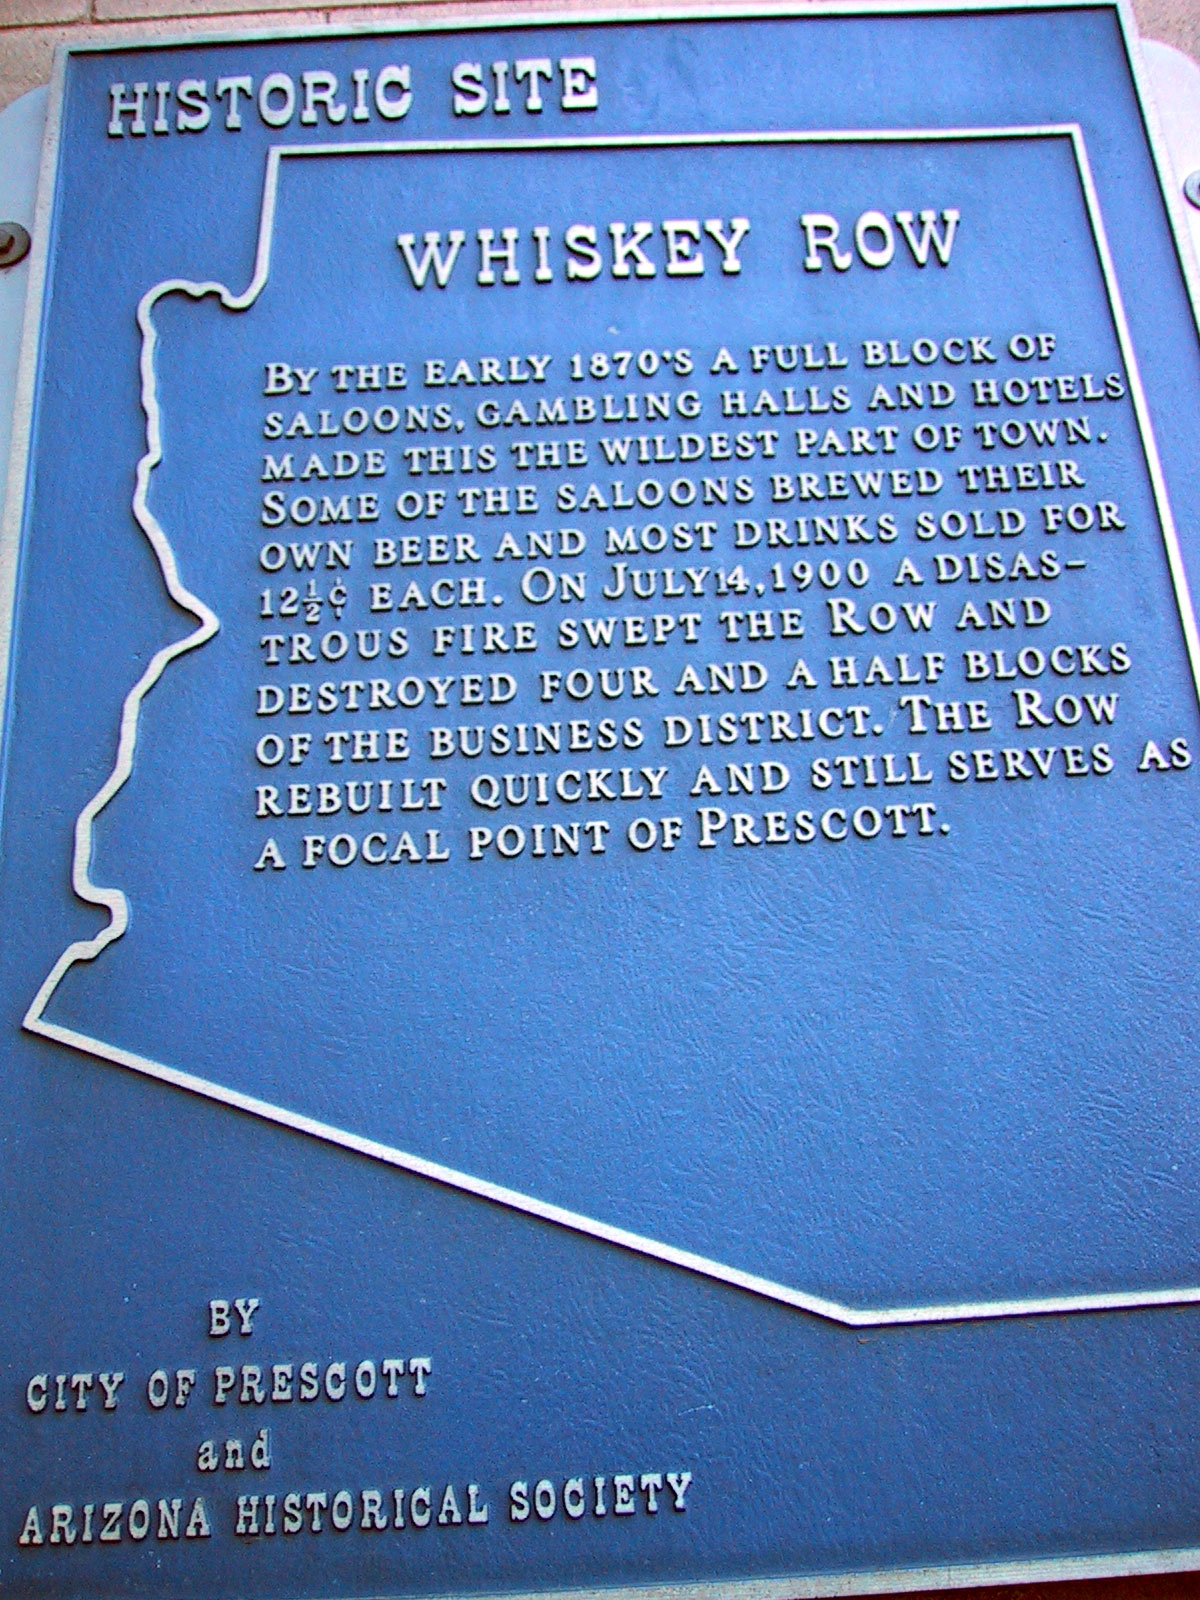 HISTORIC SITE
WHISKEY ROW
BY THE EARLY 1870'S A FULL BLOCK OF
SALOONS, GAMBLING HALLS AND HOTELS
MADE THIS THE WILDEST PART OF TOWN.
SOME OF THE SALOONS BREWED THEIR
OWN BEER AND MOST DRINKS SOLD FOR
12½¢ EACH. ON JULY 14, 1900 A DISAS-
TROUS FIRE SWEPT THE ROW AND
DESTROYED FOUR AND A HALF BLOCKS
OF THE BUSINESS DISTRICT. THE ROW
REBUILT QUICKLY AND STILL SERVES AS
A FOCAL POINT OF PRESCOTT.
BY
CITY OF PRESCOTT
and
ARIZONA HISTORICAL SOCIETY